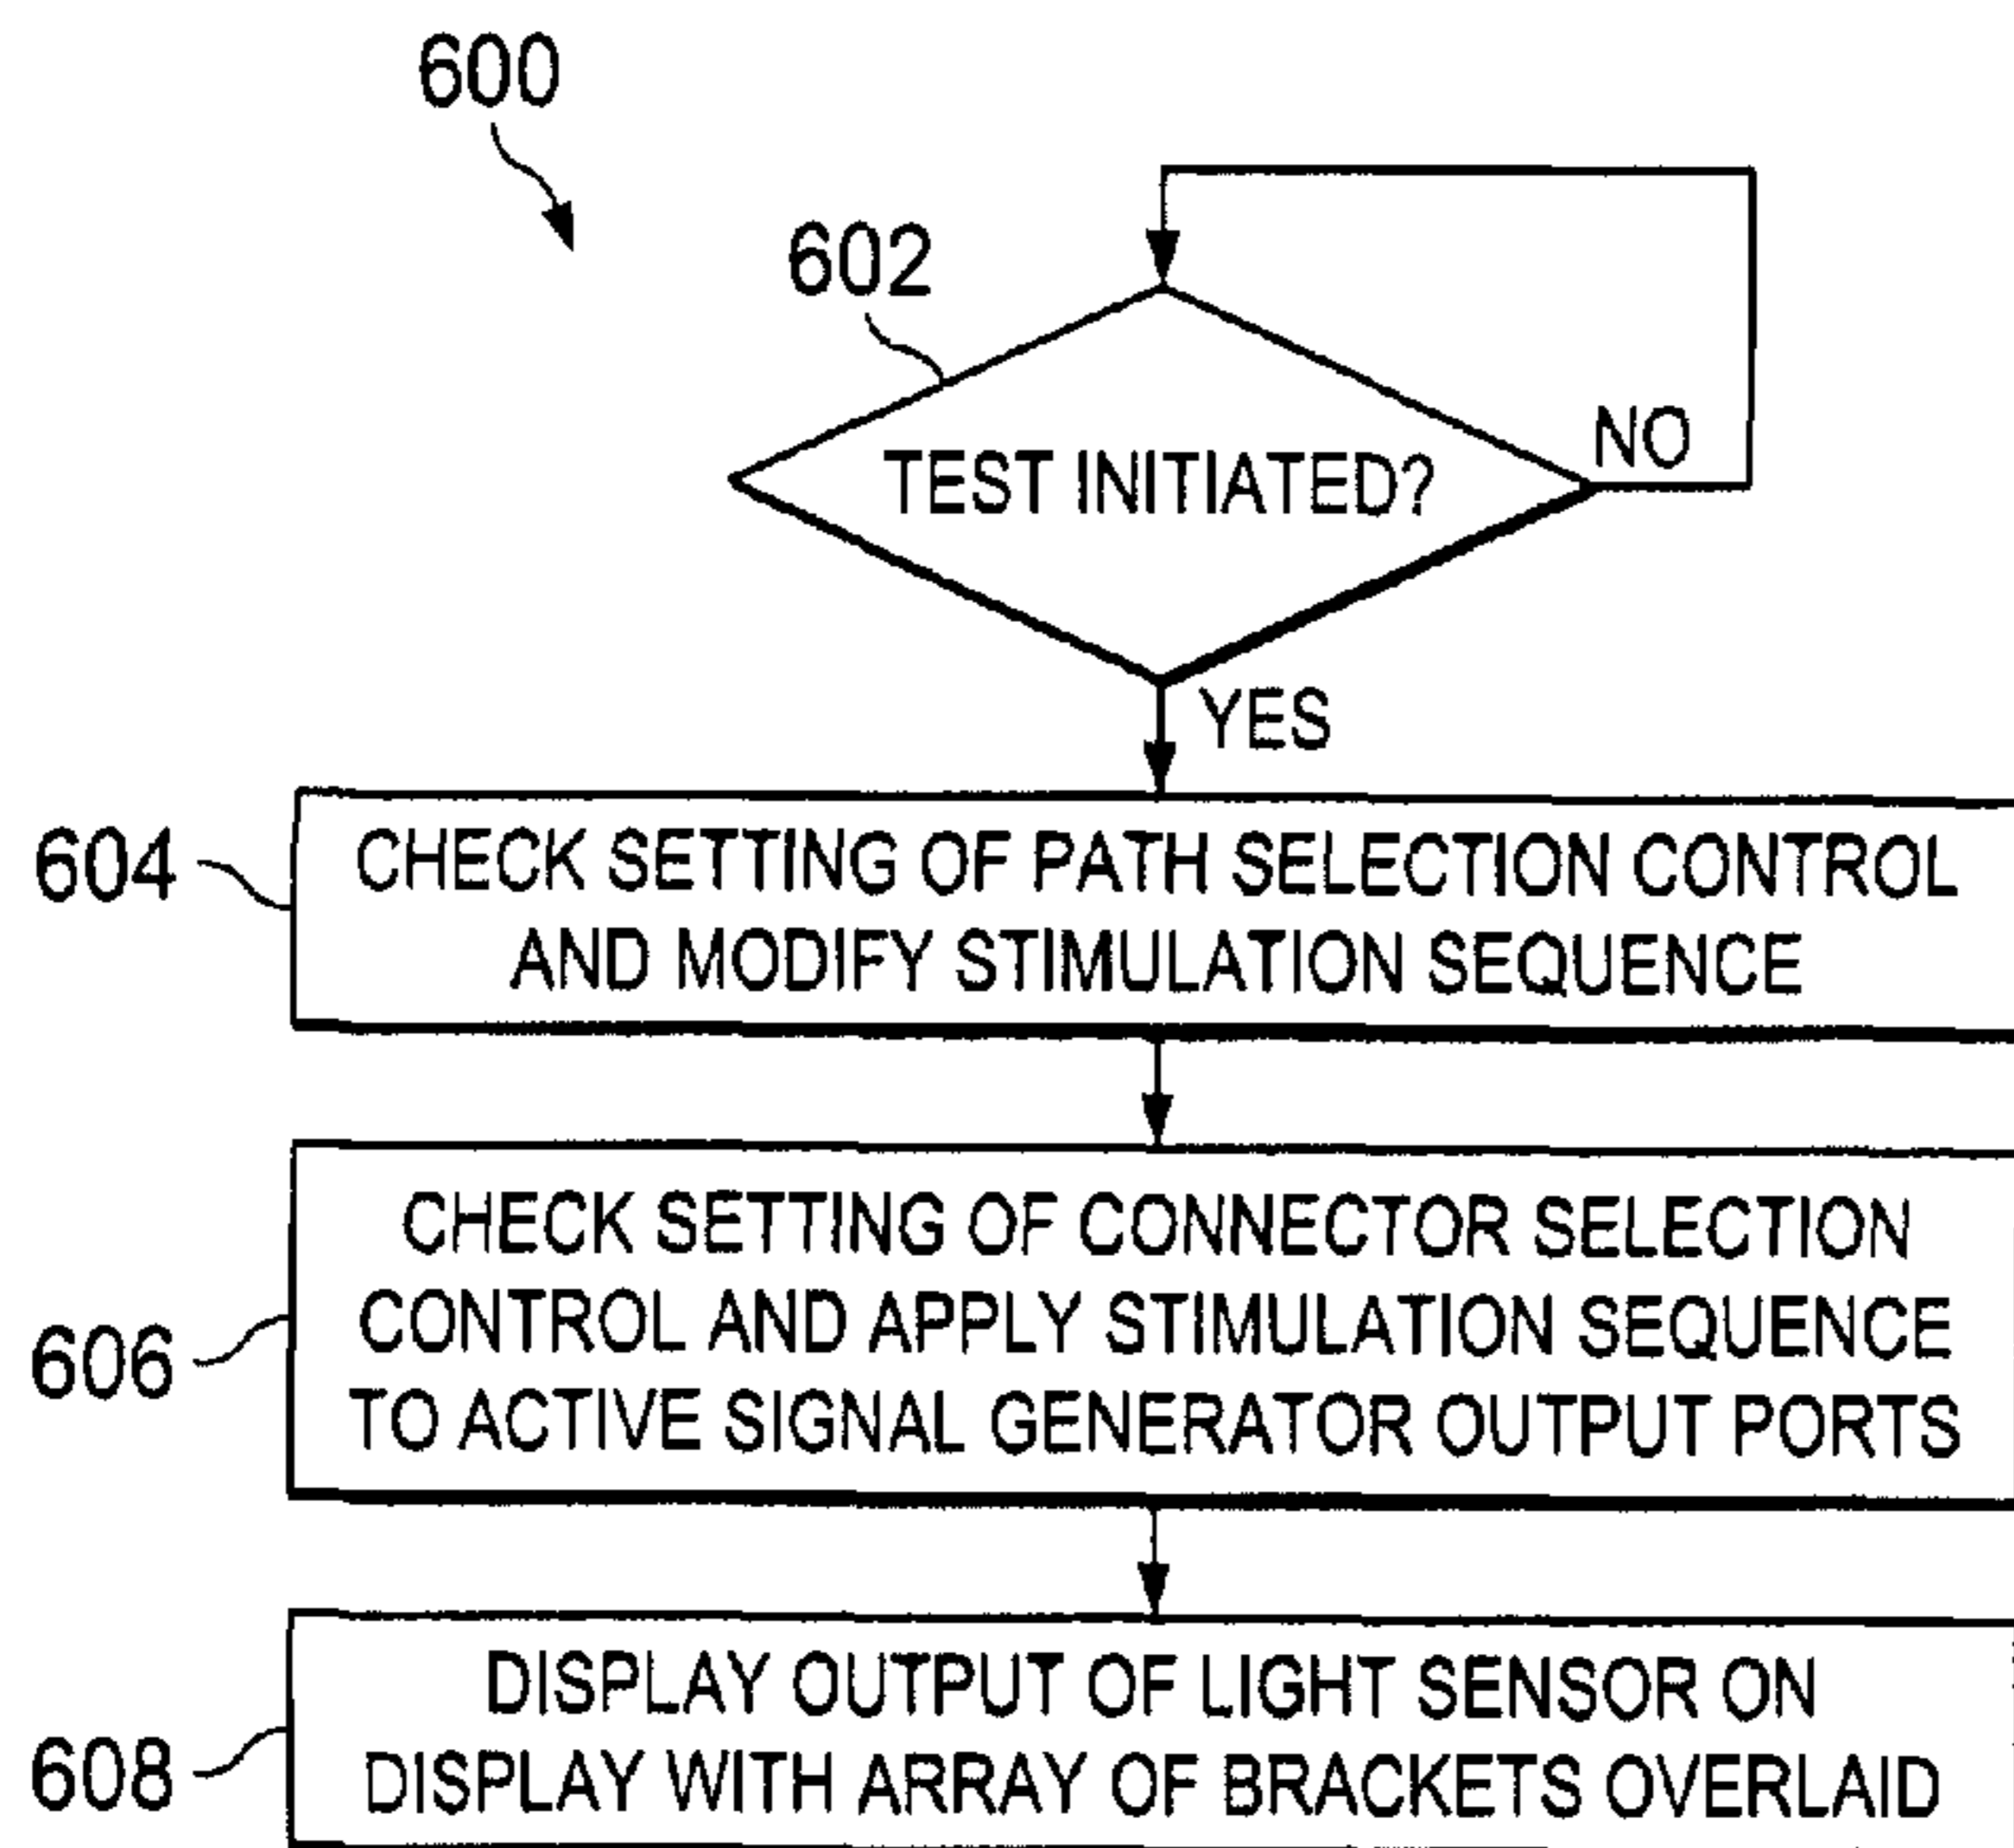 600
602
TEST INITIATED?
NO
YES
604
CHECK SETTING OF PATH SELECTION CONTROL
AND MODIFY STIMULATION SEQUENCE
606
CHECK SETTING OF CONNECTOR SELECTION
CONTROL AND APPLY STIMULATION SEQUENCE
TO ACTIVE SIGNAL GENERATOR OUTPUT PORTS
608
DISPLAY OUTPUT OF LIGHT SENSOR ON
DISPLAY WITH ARRAY OF BRACKETS OVERLAID